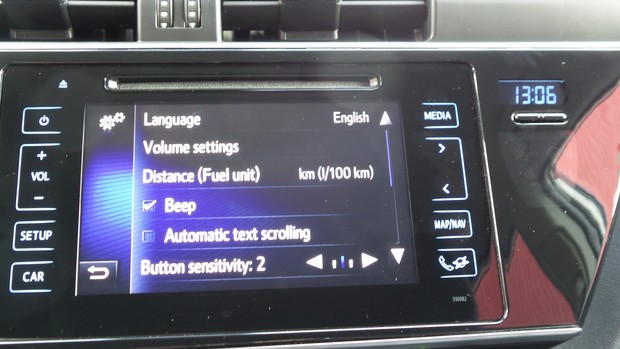 Language English
Volume settings
Distance (Fuel unit) km (l/100 km)
Beep
Automatic text scrolling
Button sensitivity: 2
+
VOL
-
SETUP
CAR
MEDIA
MAP/NAV
13:06